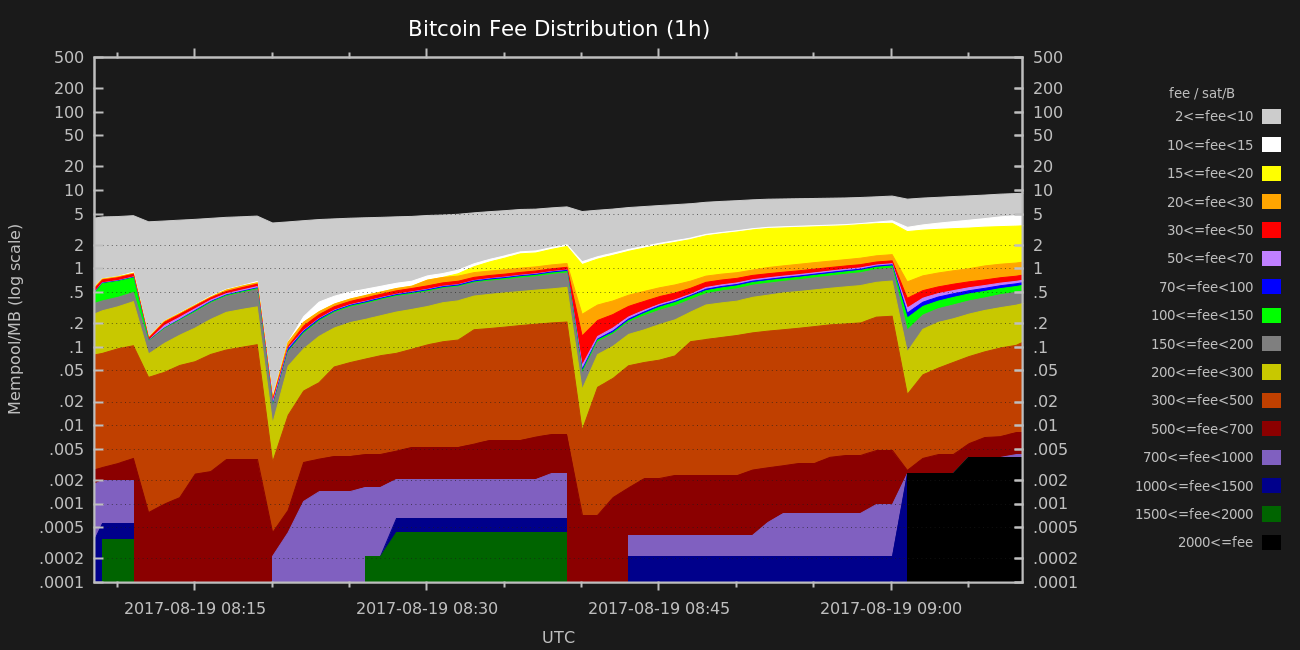 Bitcoin Fee Distribution (1h)
500
200
100
50
20
10
5
2
1
.5
.2
.1
.05
.02
.01
.005
.002
.001
.0005
.0002
.0001
Mempool/MB (log scale)
500
200
100
50
20
10
5
2
1
.5
.2
.1
.05
.02
.01
.005
.002
.001
.0005
.0002
.0001
2017-08-19 08:15
2017-08-19 08:30
2017-08-19 08:45
2017-08-19 09:00
UTC
fee / sat/B
2<=fee<10
10<=fee<15
15<=fee<20
20<=fee<30
30<=fee<50
50<=fee<70
70<=fee<100
100<=fee<150
150<=fee<200
200<=fee<300
300<=fee<500
500<=fee<700
700<=fee<1000
1000<=fee<1500
1500<=fee<2000
2000<=fee